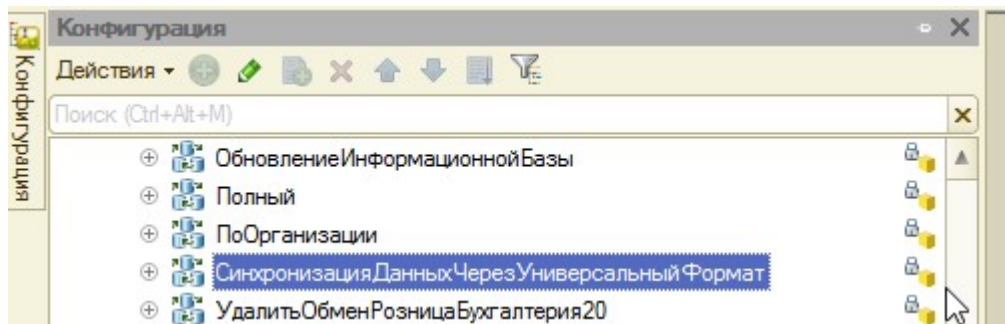 Конфигурация
Конфигурация
Действия
Поиск (Ctrl+Alt+M)
ОбновлениеИнформационнойБазы
Полный
ПоОрганизации
СинхронизацияДанныхЧерезУниверсальныйФормат
УдалитьОбменРозницаБухгалтерия20